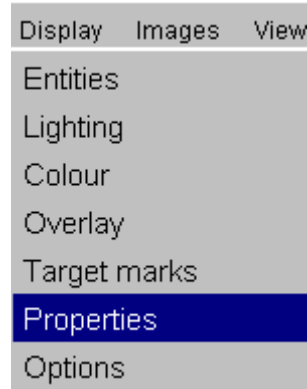 Display Images View
Entities
Lighting
Colour
Overlay
Target marks
Properties
Options